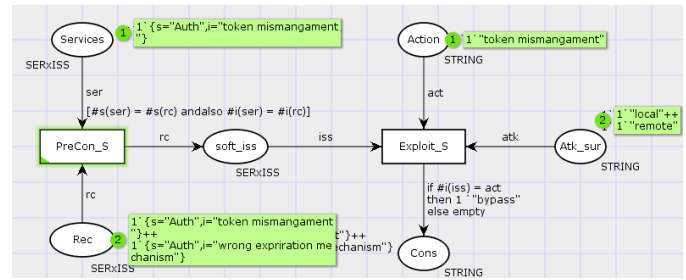 Services
1
1`{s="Auth",i="token mismangament
"}
SERxISS
Action
1
1`"token mismangament"
STRING
ser
act
[#s(ser) = #s(rc) andalso #i(ser) = #i(rc)]
2
1`"local"++
1`"remote"
PreCon_S
rc
soft_iss
SERxISS
iss
Exploit_S
atk
Atk_sur
STRING
rc
if #i(iss) = act
then 1`"bypass"
else empty
Rec
2
1`{s="Auth",i="token mismangament
"}++
1`{s="Auth",i="wrong expriration me
chanism"}
t"}++
chanism"}
SERxISS
Cons
STRING